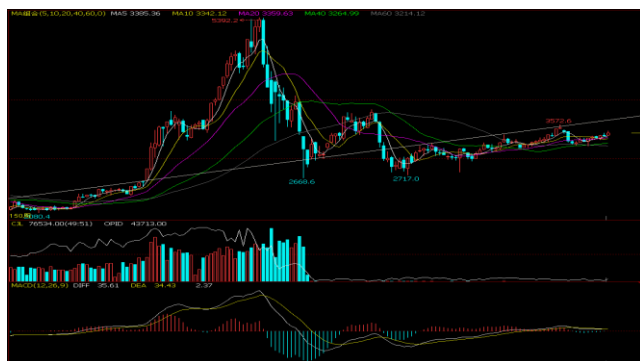 MA组合(5,10,20,40,60,0) MA5 3385.36 MA10 3342.12 MA20 3359.63 MA40 3264.99 MA60 3214.12
5392.2
3572.6
2668.6
2717.0
CJL 76534.00(49:51) OPID 43713.00
MACD(12,26,9) DIFF 35.61 DEA 34.43 2.37